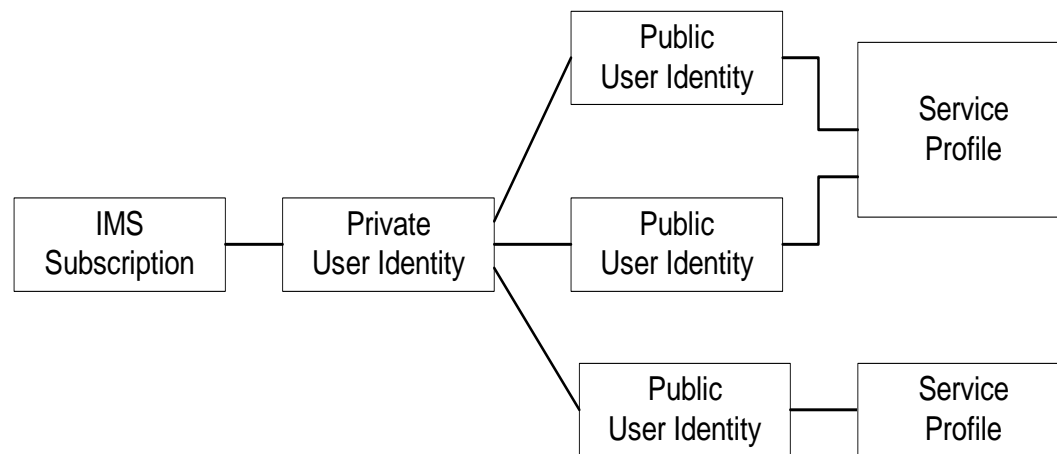 Public
User Identity
Service
Profile
IMS
Subscription
Private
User Identity
Public
User Identity
Public
User Identity
Service
Profile